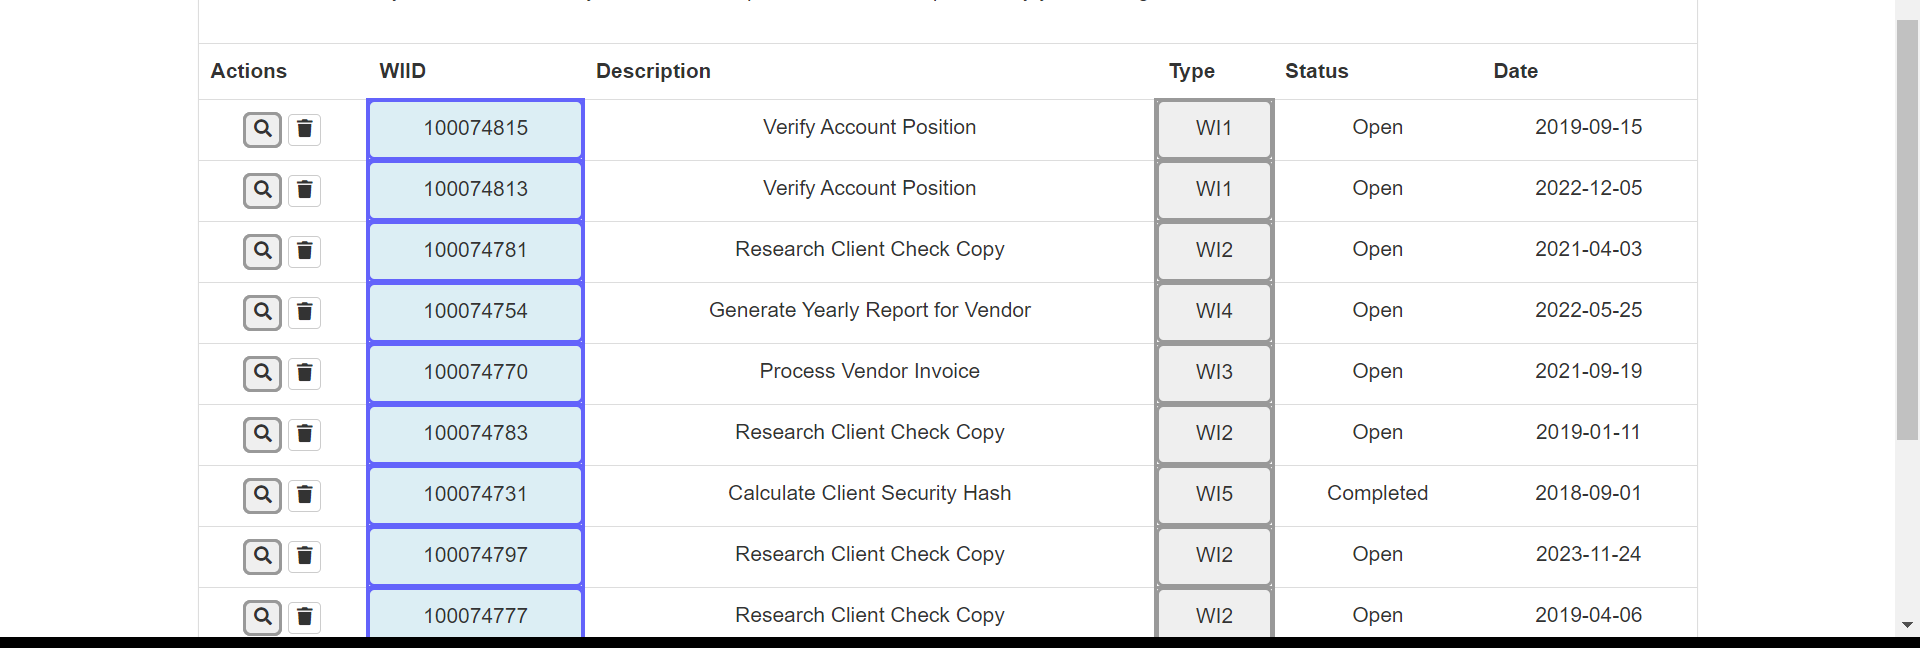 Actions WIID Description Type Status Date
100074815 Verify Account Position WI1 Open 2019-09-15
100074813 Verify Account Position WI1 Open 2022-12-05
100074781 Research Client Check Copy WI2 Open 2021-04-03
100074754 Generate Yearly Report for Vendor WI4 Open 2022-05-25
100074770 Process Vendor Invoice WI3 Open 2021-09-19
100074783 Research Client Check Copy WI2 Open 2019-01-11
100074731 Calculate Client Security Hash WI5 Completed 2018-09-01
100074797 Research Client Check Copy WI2 Open 2023-11-24
100074777 Research Client Check Copy WI2 Open 2019-04-06